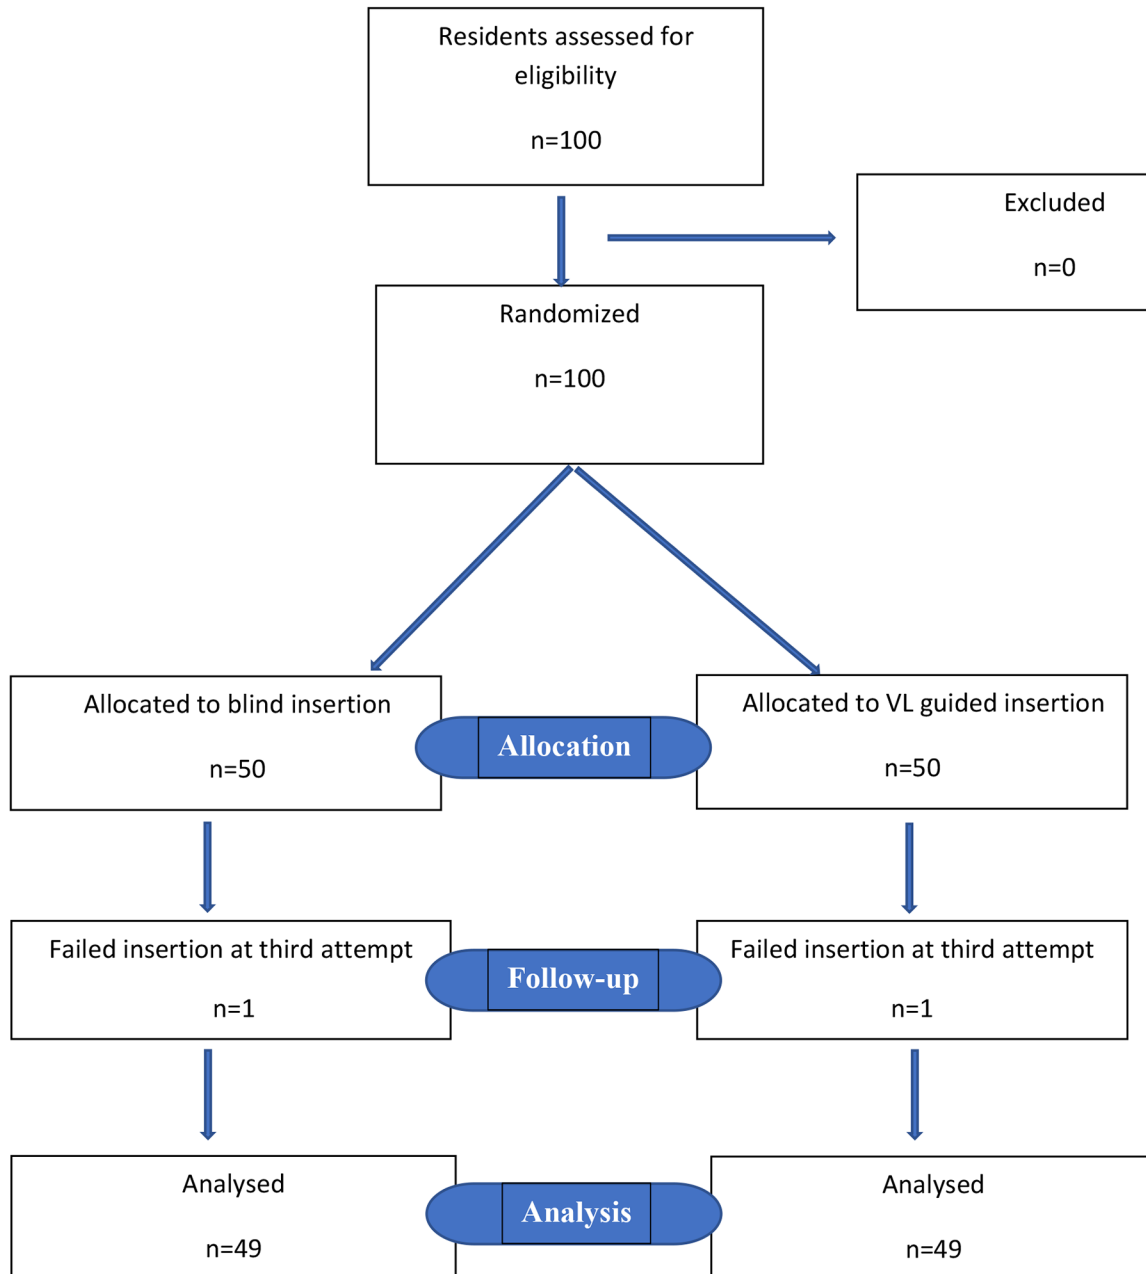 Residents assessed for
eligibility
n=100
Excluded
n=0
Randomized
n=100
Allocated to blind insertion
n=50
Allocation
Allocated to VL guided insertion
n=50
Failed insertion at third attempt
n=1
Follow-up
Failed insertion at third attempt
n=1
Analysed
n=49
Analysis
Analysed
n=49